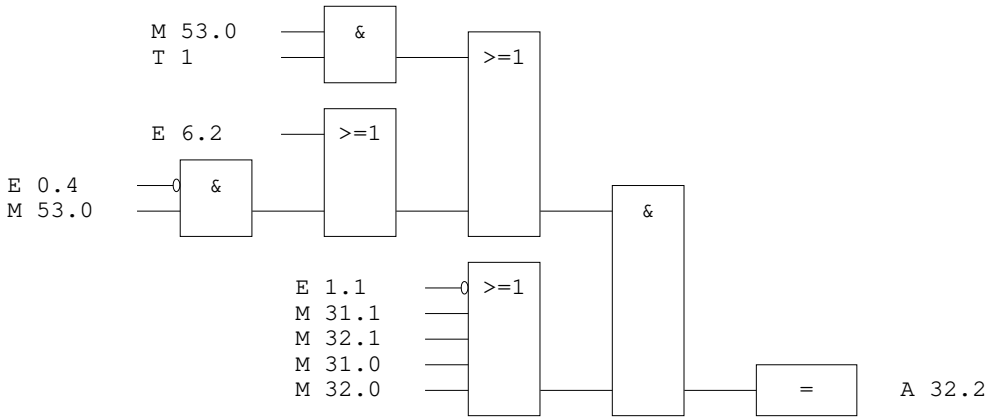 M 53.0 &
T 1 >=1
E 6.2 >=1
E 0.4 &
M 53.0 &
E 1.1 >=1
M 31.1
M 32.1
M 31.0
M 32.0 = A 32.2